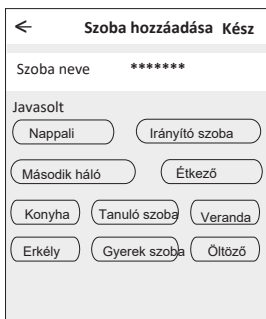 ← Szoba hozzáadása Kész
Szoba neve *******
Javasolt
Nappali Irányító szoba
Második háló Étkező
Konyha Tanuló szoba Veranda
Erkély Gyerek szoba Öltöző